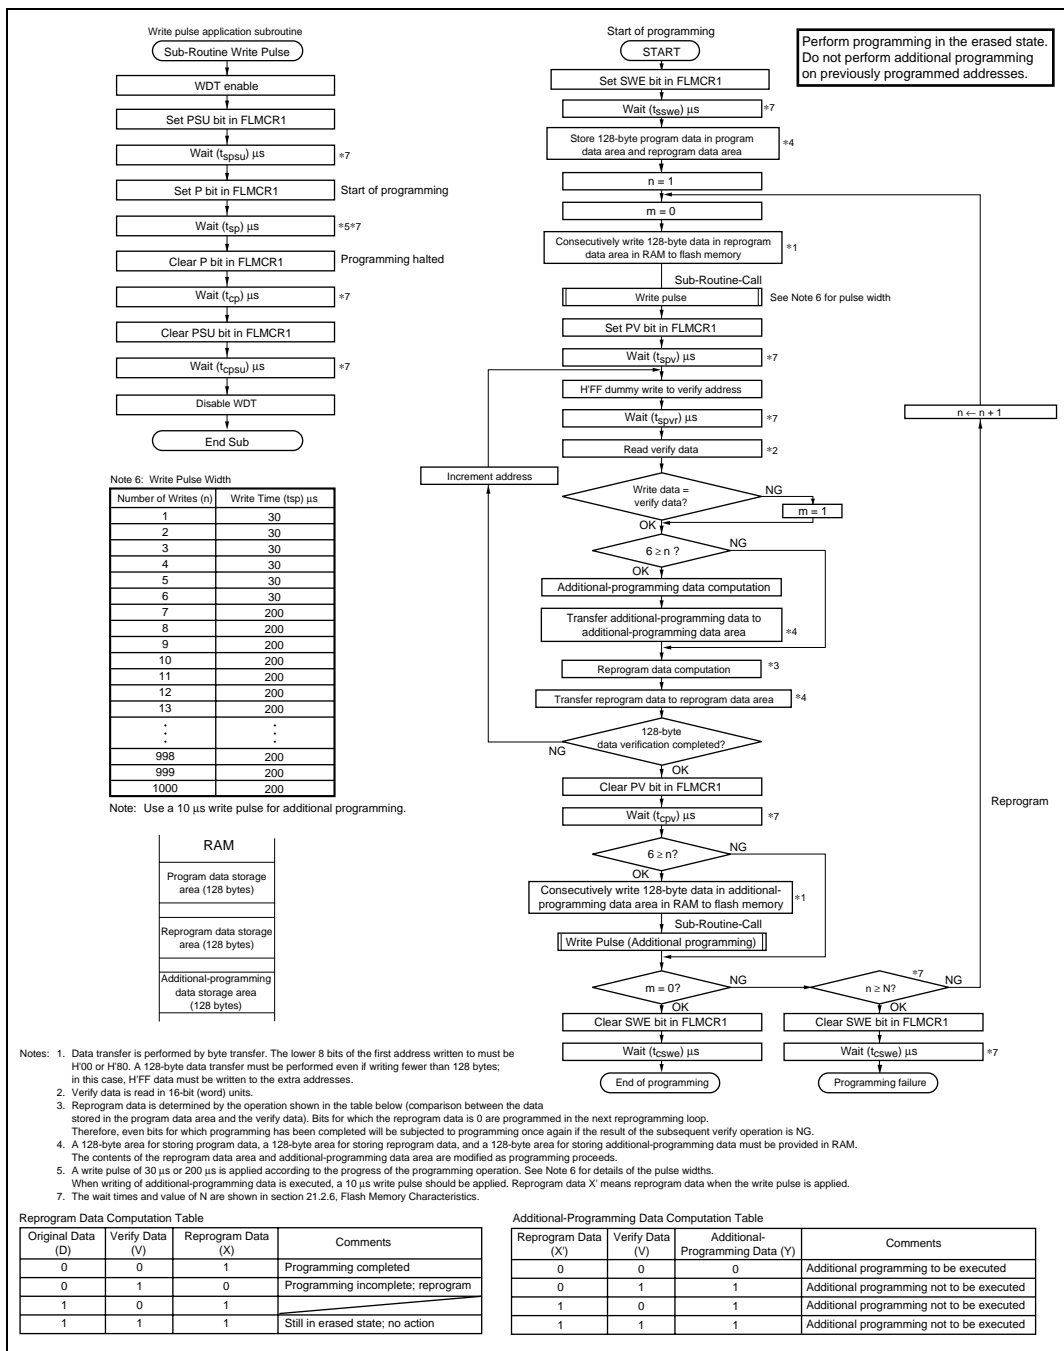 Write pulse application subroutine
Sub-Routine Write Pulse
WDT enable
Set PSU bit in FLMCR1
Wait (tspsu) μs
*7
Set P bit in FLMCR1
Start of programming
Wait (tsp) μs
*5*7
Clear P bit in FLMCR1
Programming halted
Wait (tcp) μs
*7
Clear PSU bit in FLMCR1
Wait (tcpsu) μs
*7
Disable WDT
End Sub
Note 6: Write Pulse Width
Number of Writes (n) Write Time (tsp) μs
1 30
2 30
3 30
4 30
5 30
6 30
7 200
8 200
9 200
10 200
11 200
12 200
13 200
998 200
999 200
1000 200
Note: Use a 10 μs write pulse for additional programming.
RAM
Program data storage
area (128 bytes)
Reprogram data storage
area (128 bytes)
Additional-programming
data storage area
(128 bytes)
Start of programming
START
Perform programming in the erased state.
Do not perform additional programming
on previously programmed addresses.
Set SWE bit in FLMCR1
Wait (tsswe) μs
*7
Store 128-byte program data in program
data area and reprogram data area
*4
n = 1
m = 0
Consecutively write 128-byte data in reprogram
data area in RAM to flash memory
*1
Sub-Routine-Call
Write pulse
See Note 6 for pulse width
Set PV bit in FLMCR1
Wait (tspv) μs
*7
H'FF dummy write to verify address
Wait (tspvr) μs
*7
n ← n + 1
Read verify data
*2
Increment address
Write data =
verify data?
NG
m = 1
OK
6 ≥ n ?
NG
OK
Additional-programming data computation
Transfer additional-programming data to
additional-programming data area
*4
Reprogram data computation
*3
Transfer reprogram data to reprogram data area
*4
128-byte
data verification completed?
NG
OK
Clear PV bit in FLMCR1
Reprogram
Wait (tcpv) μs
*7
6 ≥ n?
NG
OK
Consecutively write 128-byte data in additional-
programming data area in RAM to flash memory
*1
Sub-Routine-Call
Write Pulse (Additional programming)
m = 0?
NG
n ≥ N?
*7
NG
OK
OK
Clear SWE bit in FLMCR1
Clear SWE bit in FLMCR1
Wait (tcswe) μs
Wait (tcswe) μs
*7
End of programming
Programming failure
Notes: 1. Data transfer is performed by byte transfer. The lower 8 bits of the first address written to must be
H'00 or H'80. A 128-byte data transfer must be performed even if writing fewer than 128 bytes;
in this case, H'FF data must be written to the extra addresses.
2. Verify data is read in 16-bit (word) units.
3. Reprogram data is determined by the operation shown in the table below (comparison between the data
stored in the program data area and the verify data). Bits for which the reprogram data is 0 are programmed in the next reprogramming loop.
Therefore, even bits for which programming has been completed will be subjected to programming once again if the result of the subsequent verify operation is NG.
4. A 128-byte area for storing program data, a 128-byte area for storing reprogram data, and a 128-byte area for storing additional-programming data must be provided in RAM.
The contents of the reprogram data area and additional-programming data area are modified as programming proceeds.
5. A write pulse of 30 μs or 200 μs is applied according to the progress of the programming operation. See Note 6 for details of the pulse widths.
When writing of additional-programming data is executed, a 10 μs write pulse should be applied. Reprogram data X' means reprogram data when the write pulse is applied.
7. The wait times and value of N are shown in section 21.2.6, Flash Memory Characteristics.
Reprogram Data Computation Table
Original Data (D) Verify Data (V) Reprogram Data (X) Comments
0 0 1 Programming completed
0 1 0 Programming incomplete; reprogram
1 0 1
1 1 1 Still in erased state; no action
Additional-Programming Data Computation Table
Reprogram Data (X') Verify Data (V) Additional-Programming Data (Y) Comments
0 0 0 Additional programming to be executed
0 1 1 Additional programming not to be executed
1 0 1 Additional programming not to be executed
1 1 1 Additional programming not to be executed